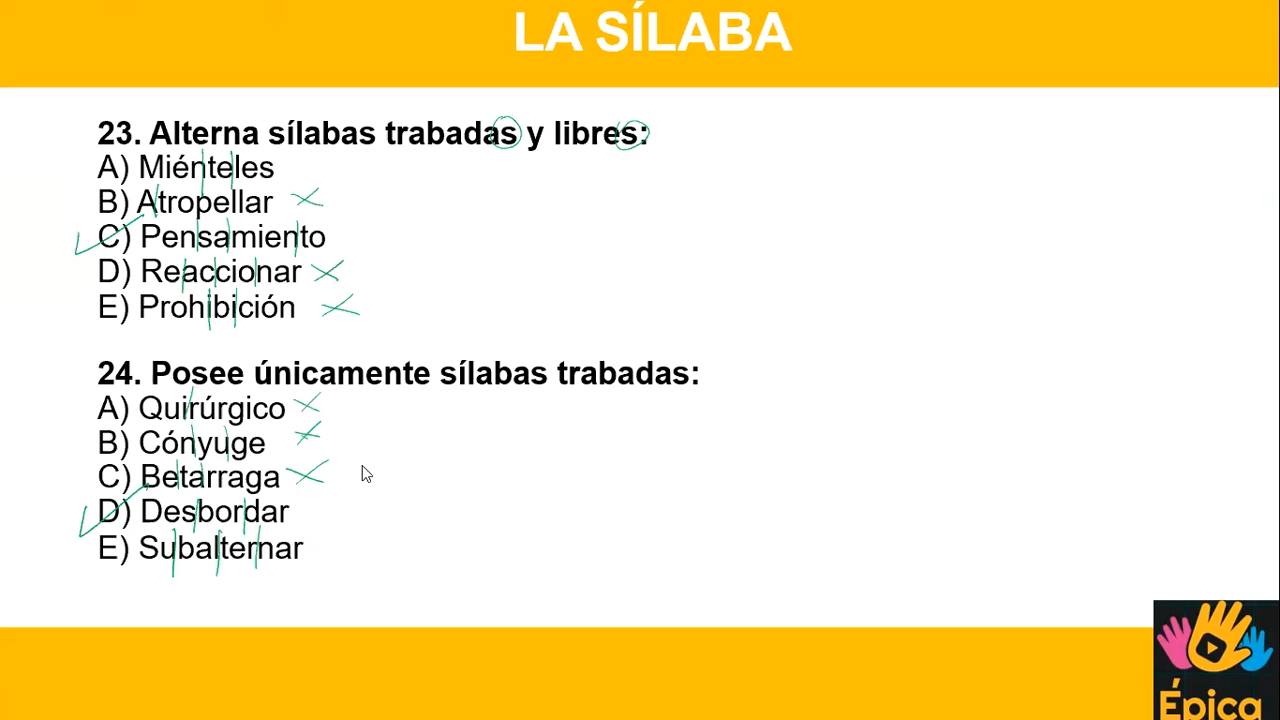 LA SÍLABA
23. Alterna sílabas trabadas y libres:
A) Miénteles
B) Atropellar
C) Pensamiento
D) Reaccionar
E) Prohibición
24. Posee únicamente sílabas trabadas:
A) Quirúrgico
B) Cónyuge
C) Betarraga
D) Desbordar
E) Subalternar
Épica